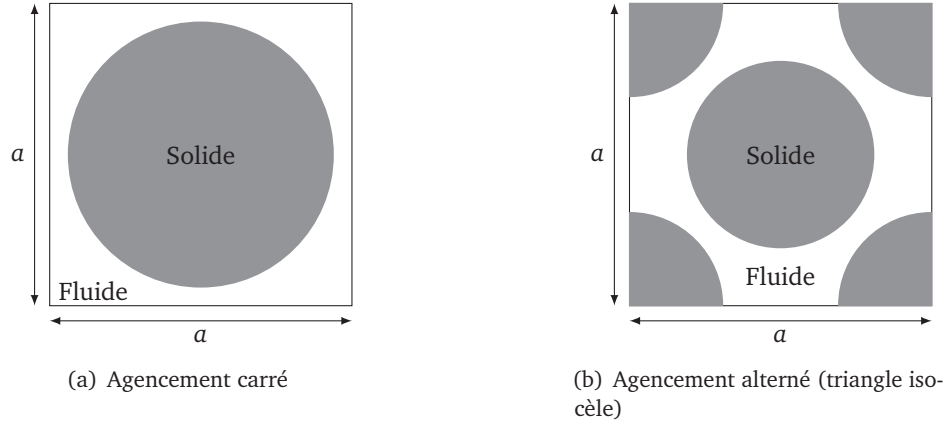 a
Solide
Fluide
a
(a) Agencement carré
a
Solide
Fluide
a
(b) Agencement alterné (triangle iso-
cèle)